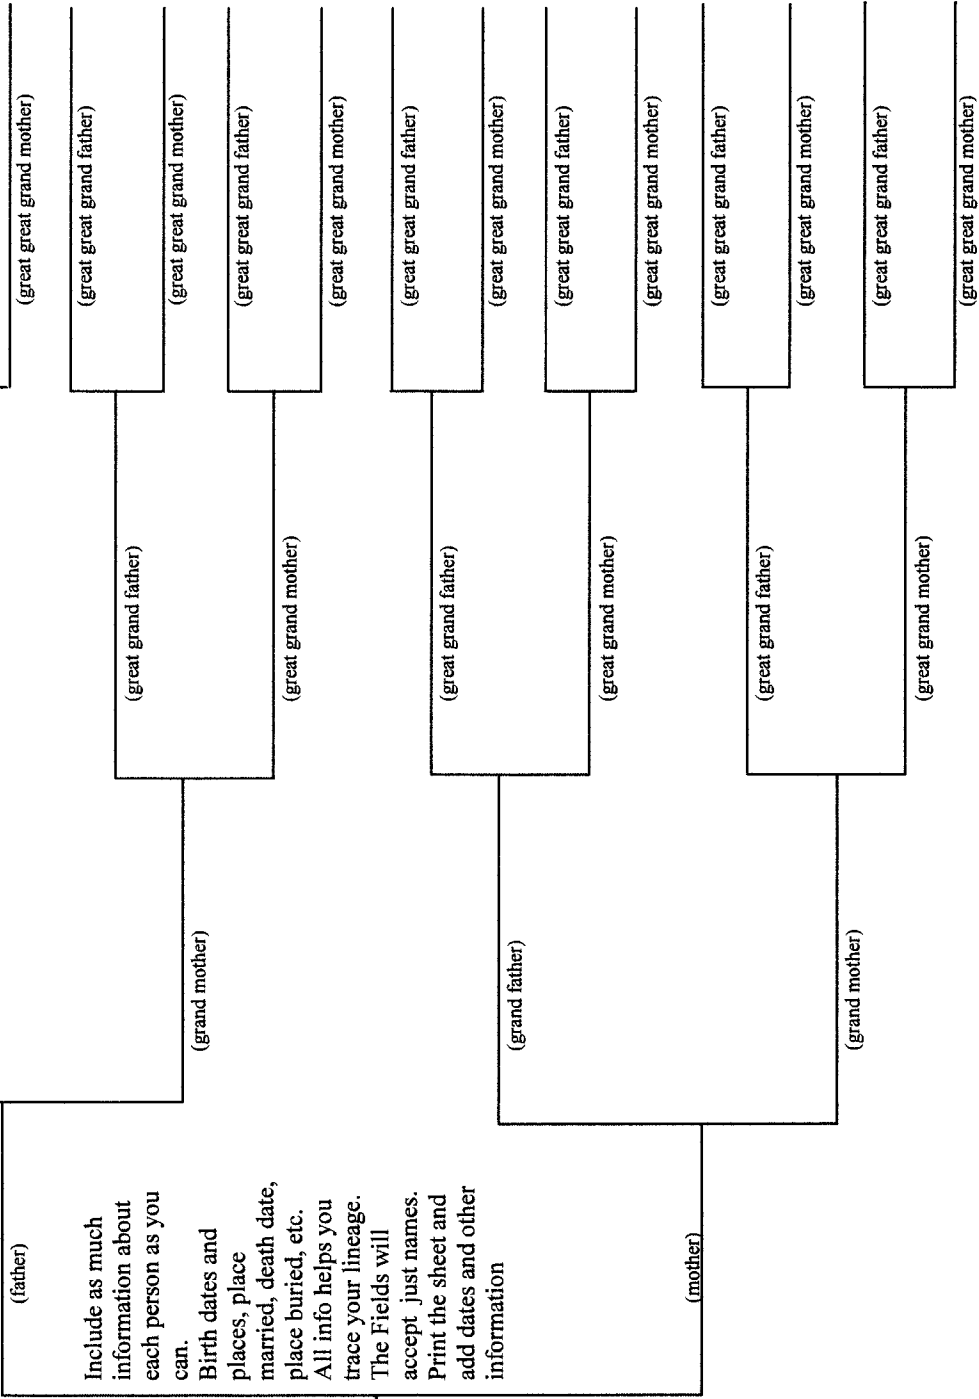 (father)
Include as much
information about
each person as you
can.
Birth dates and
places, place
married, death date,
place buried, etc.
All info helps you
trace your lineage.
The Fields will
accept just names.
Print the sheet and
add dates and other
information
(mother)
(grand mother)
(grand father)
(grand mother)
(great grand father)
(great grand mother)
(great grand father)
(great grand mother)
(great grand father)
(great grand mother)
(great great grand mother)
(great great grand father)
(great great grand mother)
(great great grand father)
(great great grand mother)
(great great grand father)
(great great grand mother)
(great great grand father)
(great great grand mother)
(great great grand father)
(great great grand mother)
(great great grand father)
(great great grand mother)